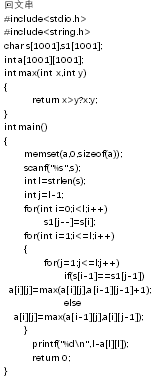 回文串
#include<stdio.h>
#include<string.h>
char s[1001],s1[1001];
int a[1001][1001];
int max(int x,int y)
{
return x>y?x:y;
}
int main()
{
memset(a,0,sizeof(a));
scanf("%s",s);
int l=strlen(s);
int j=l-1;
for(int i=0;i<l;i++)
s1[j--]=s[i];
for(int i=1;i<=l;i++)
{
for(j=1;j<=l;j++)
if(s[i-1]==s1[j-1])
a[i][j]=max(a[i][j],a[i-1][j-1]+1);
else
a[i][j]=max(a[i-1][j],a[i][j-1]);
}
printf("%d\n",l-a[l][l]);
return 0;
}